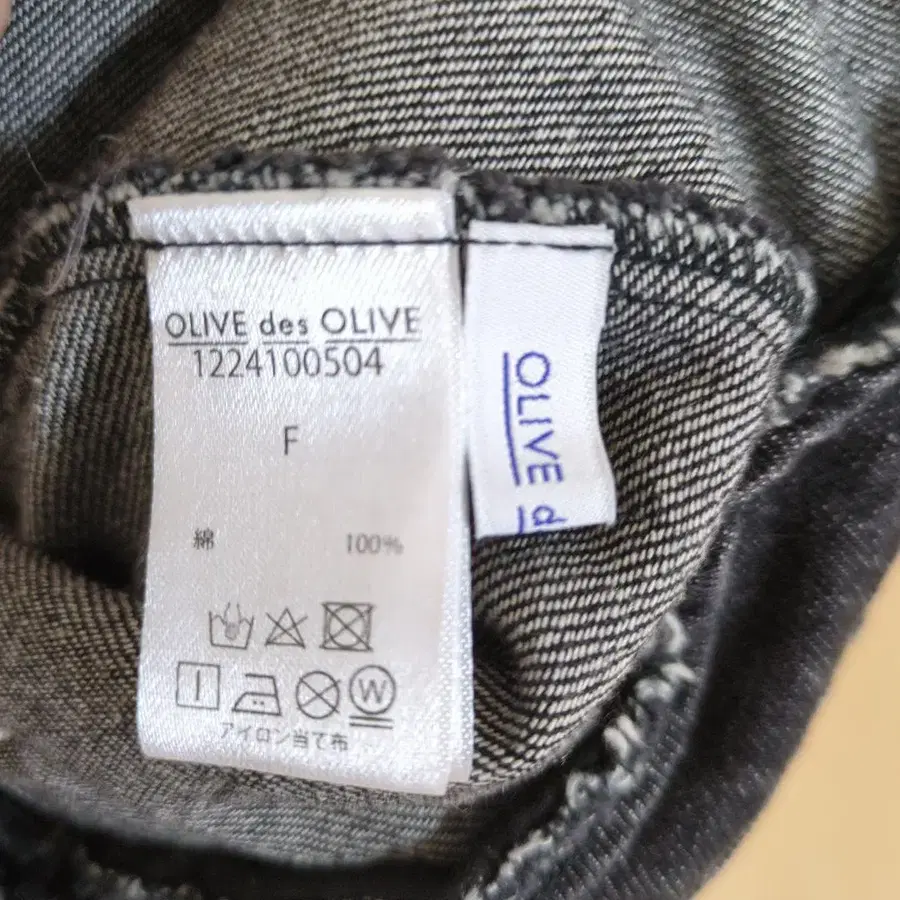 OLIVE des OLIVE
1224100504
F
綿 100%
W
アイロン当て布
OLIVE d